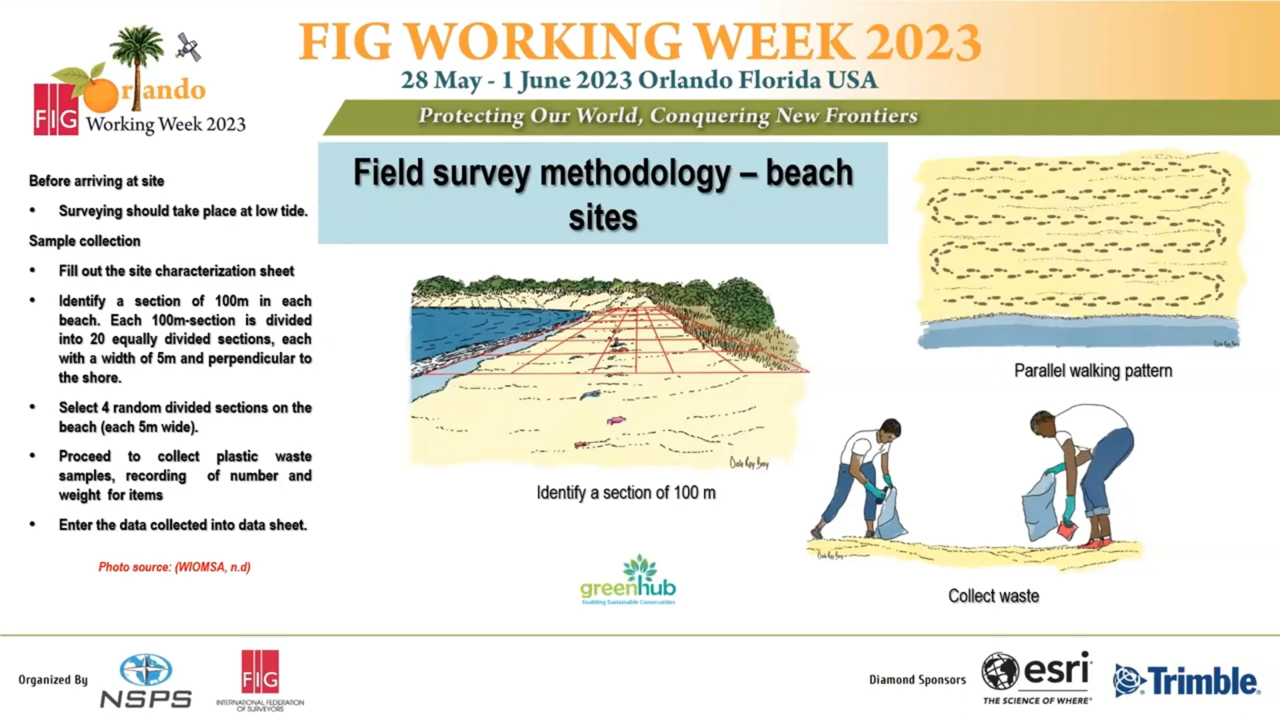 FIG WORKING WEEK 2023
28 May - 1 June 2023 Orlando Florida USA
Protecting Our World, Conquering New Frontiers
Orlando
FIG
Working Week 2023
Field survey methodology – beach
sites
Before arriving at site
• Surveying should take place at low tide.
Sample collection
• Fill out the site characterization sheet
• Identify a section of 100m in each
beach. Each 100m-section is divided
into 20 equally divided sections, each
with a width of 5m and perpendicular to
the shore.
• Select 4 random divided sections on the
beach (each 5m wide).
• Proceed to collect plastic waste
samples, recording of number and
weight for items
• Enter the data collected into data sheet.
Photo source: (WIOMSA, n.d)
Identify a section of 100 m
Parallel walking pattern
Collect waste
greenhub
Enabling Sustainable Communities
Organized By
NSPS
FIG
INTERNATIONAL FEDERATION
OF SURVEYORS
Diamond Sponsors
esri
THE SCIENCE OF WHERE®
Trimble